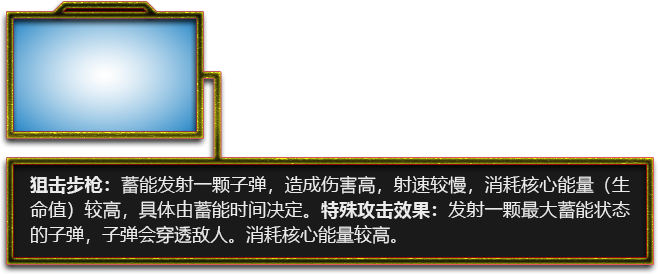 狙击步枪：蓄能发射一颗子弹，造成伤害高，射速较慢，消耗核心能量（生
命值）较高，具体由蓄能时间决定。特殊攻击效果：发射一颗最大蓄能状态
的子弹，子弹会穿透敌人。消耗核心能量较高。